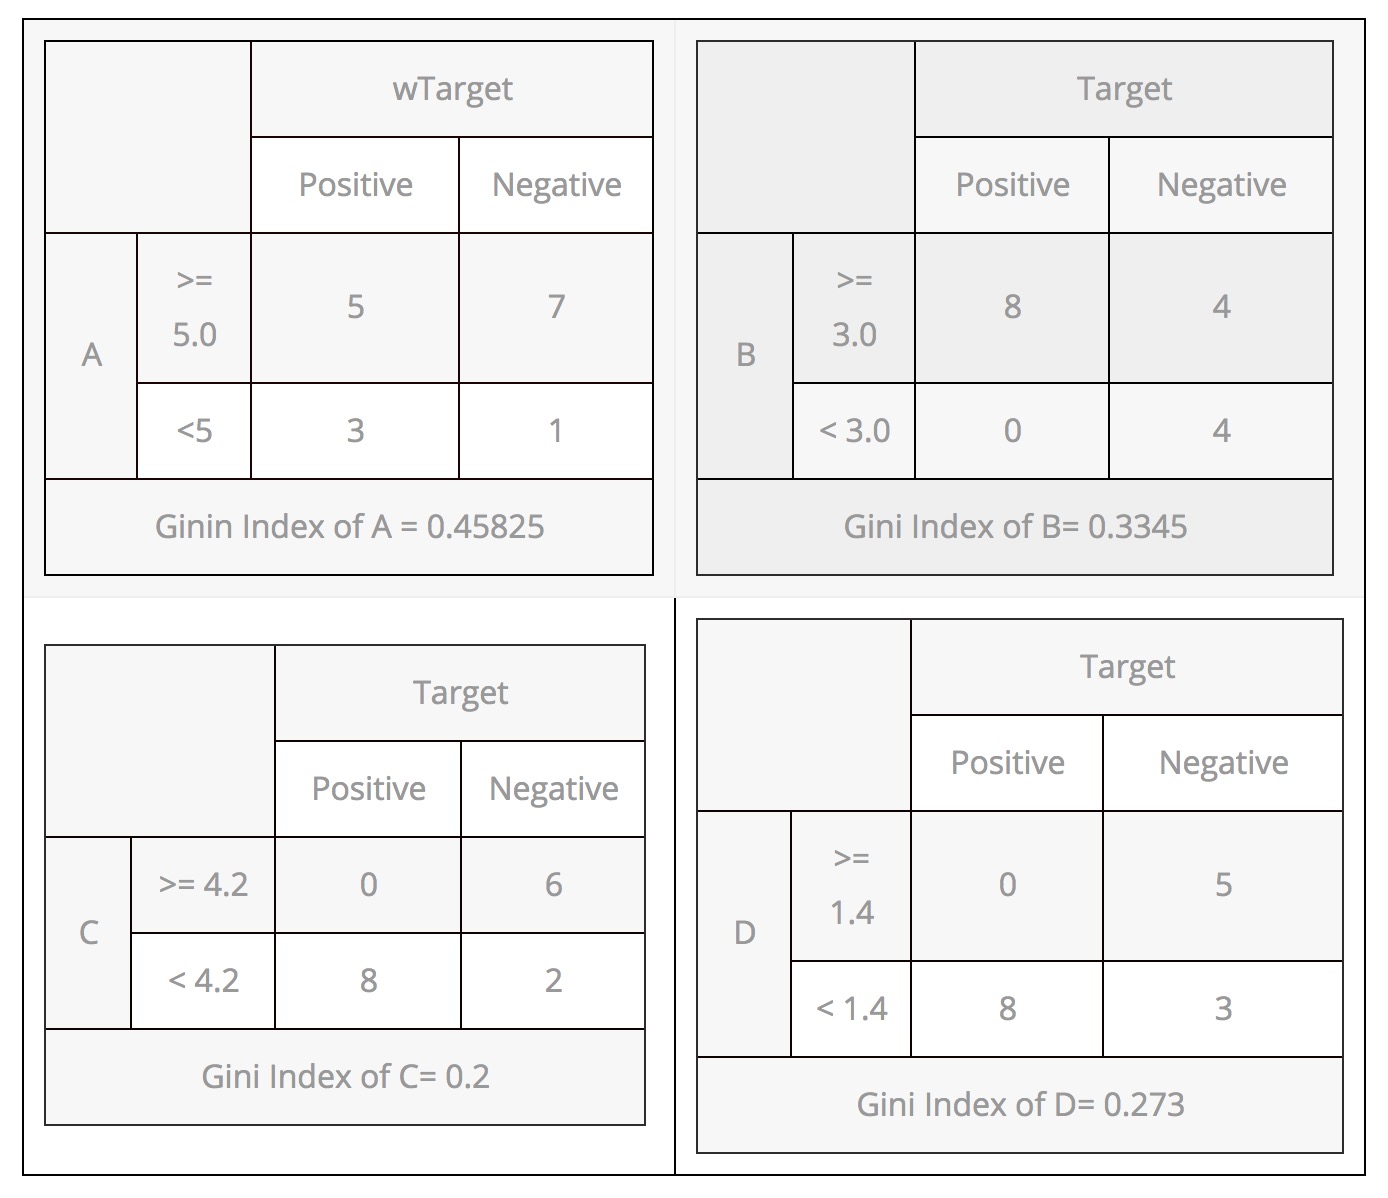 wTarget
Positive Negative
A
>=
5.0
5 7
<5 3 1
Ginin Index of A = 0.45825
Target
Positive Negative
B
>=
3.0
8 4
< 3.0 0 4
Gini Index of B= 0.3345
Target
Positive Negative
C
>= 4.2 0 6
< 4.2 8 2
Gini Index of C= 0.2
Target
Positive Negative
D
>=
1.4
0 5
< 1.4 8 3
Gini Index of D= 0.273